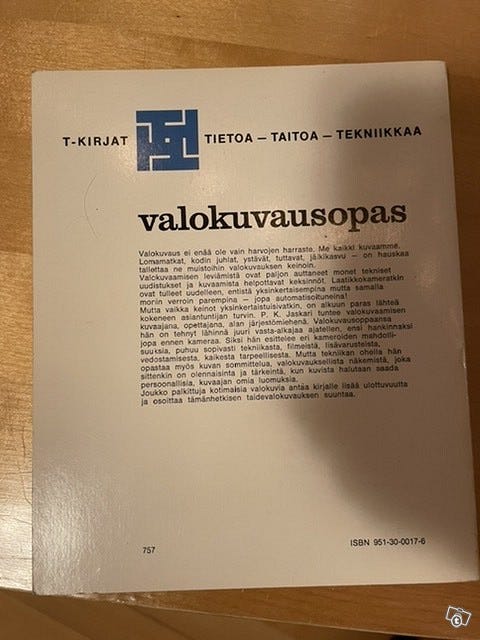 T-KIRJAT TIETOA — TAITOA — TEKNIIKKAA
valokuvausopas
Valokuvaus ei enää ole vain harvojen harraste. Me kaikki kuvaamme.
Lomamatkat, kodin juhlat, ystävät, tuttavat, jälkikasvu — on hauskaa
tallettaa ne muistoihin valokuvauksen keinoin.
Valokuvaamisen leviämistä ovat paljon auttaneet monet tekniset
uudistukset ja kuvaamista helpottavat keksinnöt. Laatikkokameratkin
ovat tulleet uudelleen, entistä yksinkertaisempina mutta samalla
monin verroin parempina — jopa automatisoituneina!
Mutta vaikka keinot yksinkertaistuisivatkin, on alkuun paras lähteä
kokeneen asiantuntijan turvin. P. K. Jaskari tuntee valokuvaamisen
kuvaajana, opettajana, alan järjestömiehenä. Valokuvausoppaansa
hän on tehnyt lähinnä juuri vasta-alkajaa ajatellen, ensi hankinnaksi
jopa ennen kameraa. Siksi hän esittelee eri kameroiden mahdolli-
suuksia, puhuu sopivasti tekniikasta, filmeistä, lisävarusteista,
vedostamisesta, kaikesta tarpeellisesta. Mutta tekniikan ohella hän
opastaa myös kuvan sommittelua, valokuvauksellista näkemistä, joka
sittenkin on olennaisinta ja tärkeintä, kun kuvista halutaan saada
persoonallisia, kuvaajan omia luomuksia.
Joukko palkittuja kotimaisia valokuvia antaa kirjalle lisää ulottuvuutta
ja osoittaa tämänhetkisen taidevalokuvauksen suuntaa.
757
ISBN 951-30-0017-6